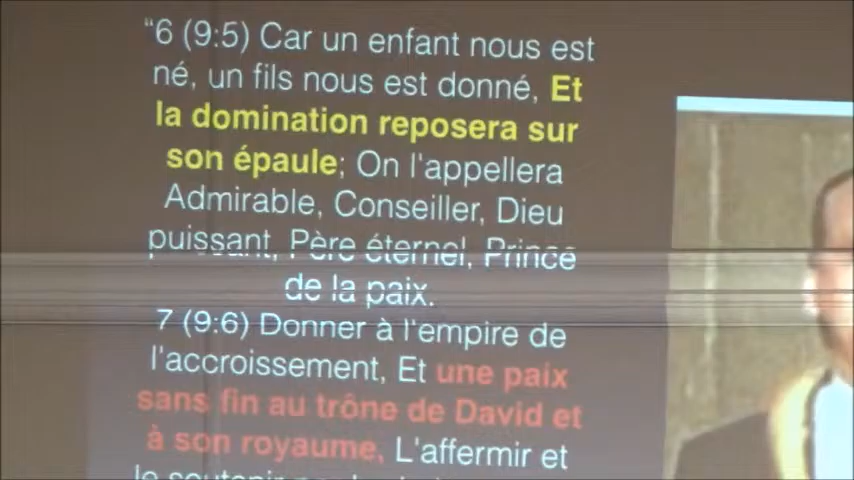 “6 (9:5) Car un enfant nous est
né, un fils nous est donné, Et
la domination reposera sur
son épaule; On l'appellera
Admirable, Conseiller, Dieu
puissant, Père éternel, Prince
de la paix.
7 (9:6) Donner à l'empire de
l'accroissement, Et une paix
sans fin au trône de David et
à son royaume, L'affermir et
le soutenir